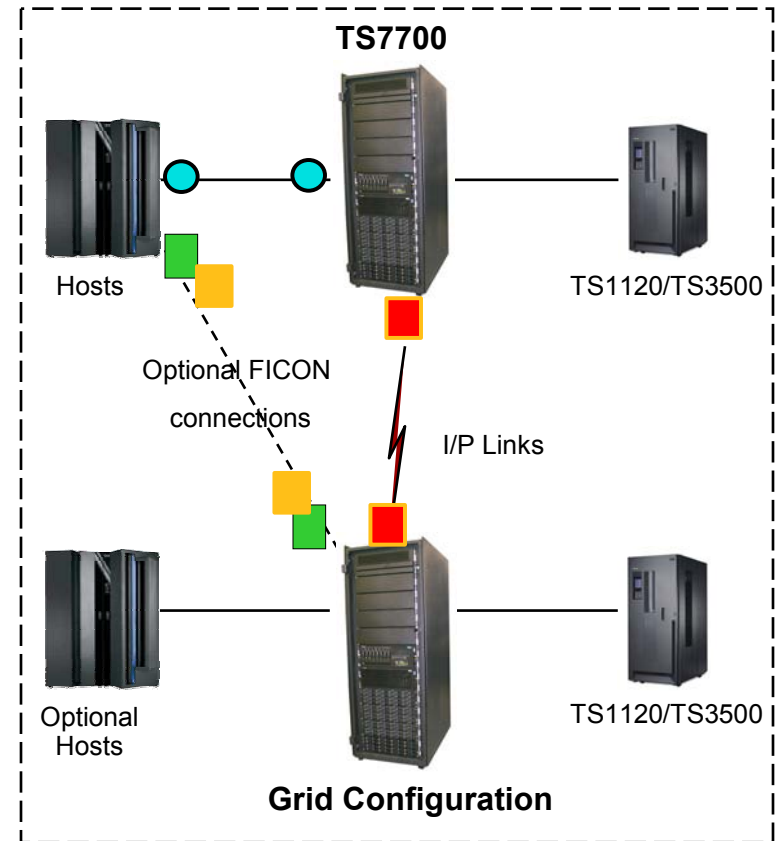 TS7700
Hosts
TS1120/TS3500
Optional FICON
connections
I/P Links
Optional
Hosts
TS1120/TS3500
Grid Configuration